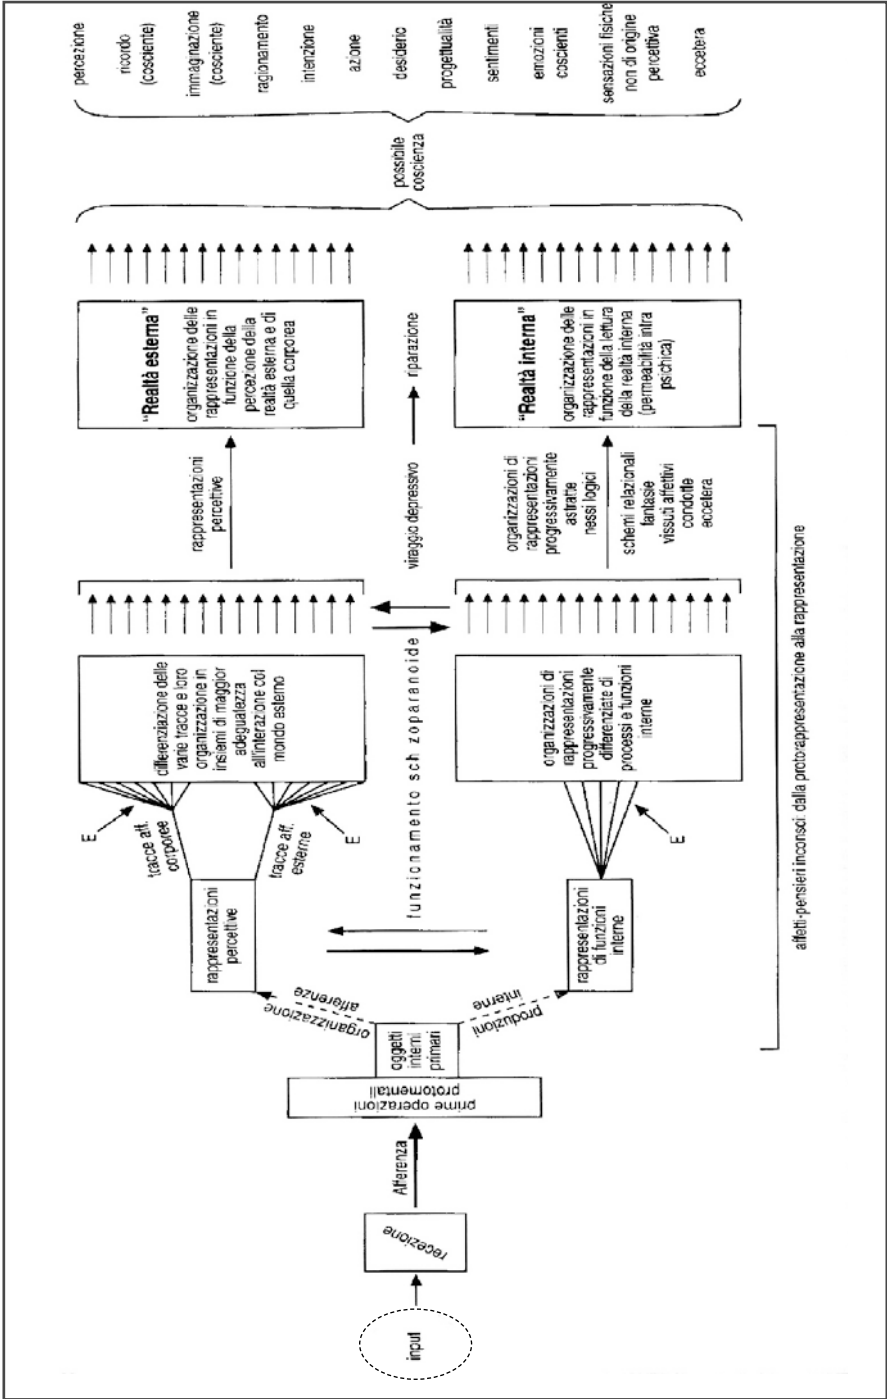 input
recezione
Afferenza
prime operazioni
protomentali
oggetti
interni
primari
organizzazione
afferenze
produzioni
interne
rappresentazioni
percettive
rappresentazioni
di funzioni
interne
tracce aff.
corporee
tracce aff.
esterne
E
E
E
funzionamento sch zoparanoide
differenziazione delle
varie tracce e loro
organizzazione in
insiemi di maggior
adeguatezza
all'interazione col
mondo esterno
organizzazioni di
rappresentazioni
progressivamente
differenziate di
processi e funzioni
interne
rappresentazioni
percettive
viraggio depressivo
riparazione
organizzazioni di
rappresentazioni
progressivamente
astratte
nessi logici
schemi relazionali
fantasie
vissuti affettivi
condotte
eccetera
"Realtà esterna"
organizzazione delle
rappresentazioni in
funzione della
percezione della
realtà esterna e di
quella corporea
"Realtà interna"
organizzazione delle
rappresentazioni in
funzione della lettura
della realtà interna
(permeabilità intra
psichica)
possibile
coscienza
percezione
ricordo
(cosciente)
immaginazione
(cosciente)
ragionamento
intenzione
azione
desiderio
progettualità
sentimenti
emozioni
coscienti
sensazioni fisiche
non di origine
percettiva
eccetera
affetti-pensieri inconsci: dalla protorappresentazione alla rappresentazione